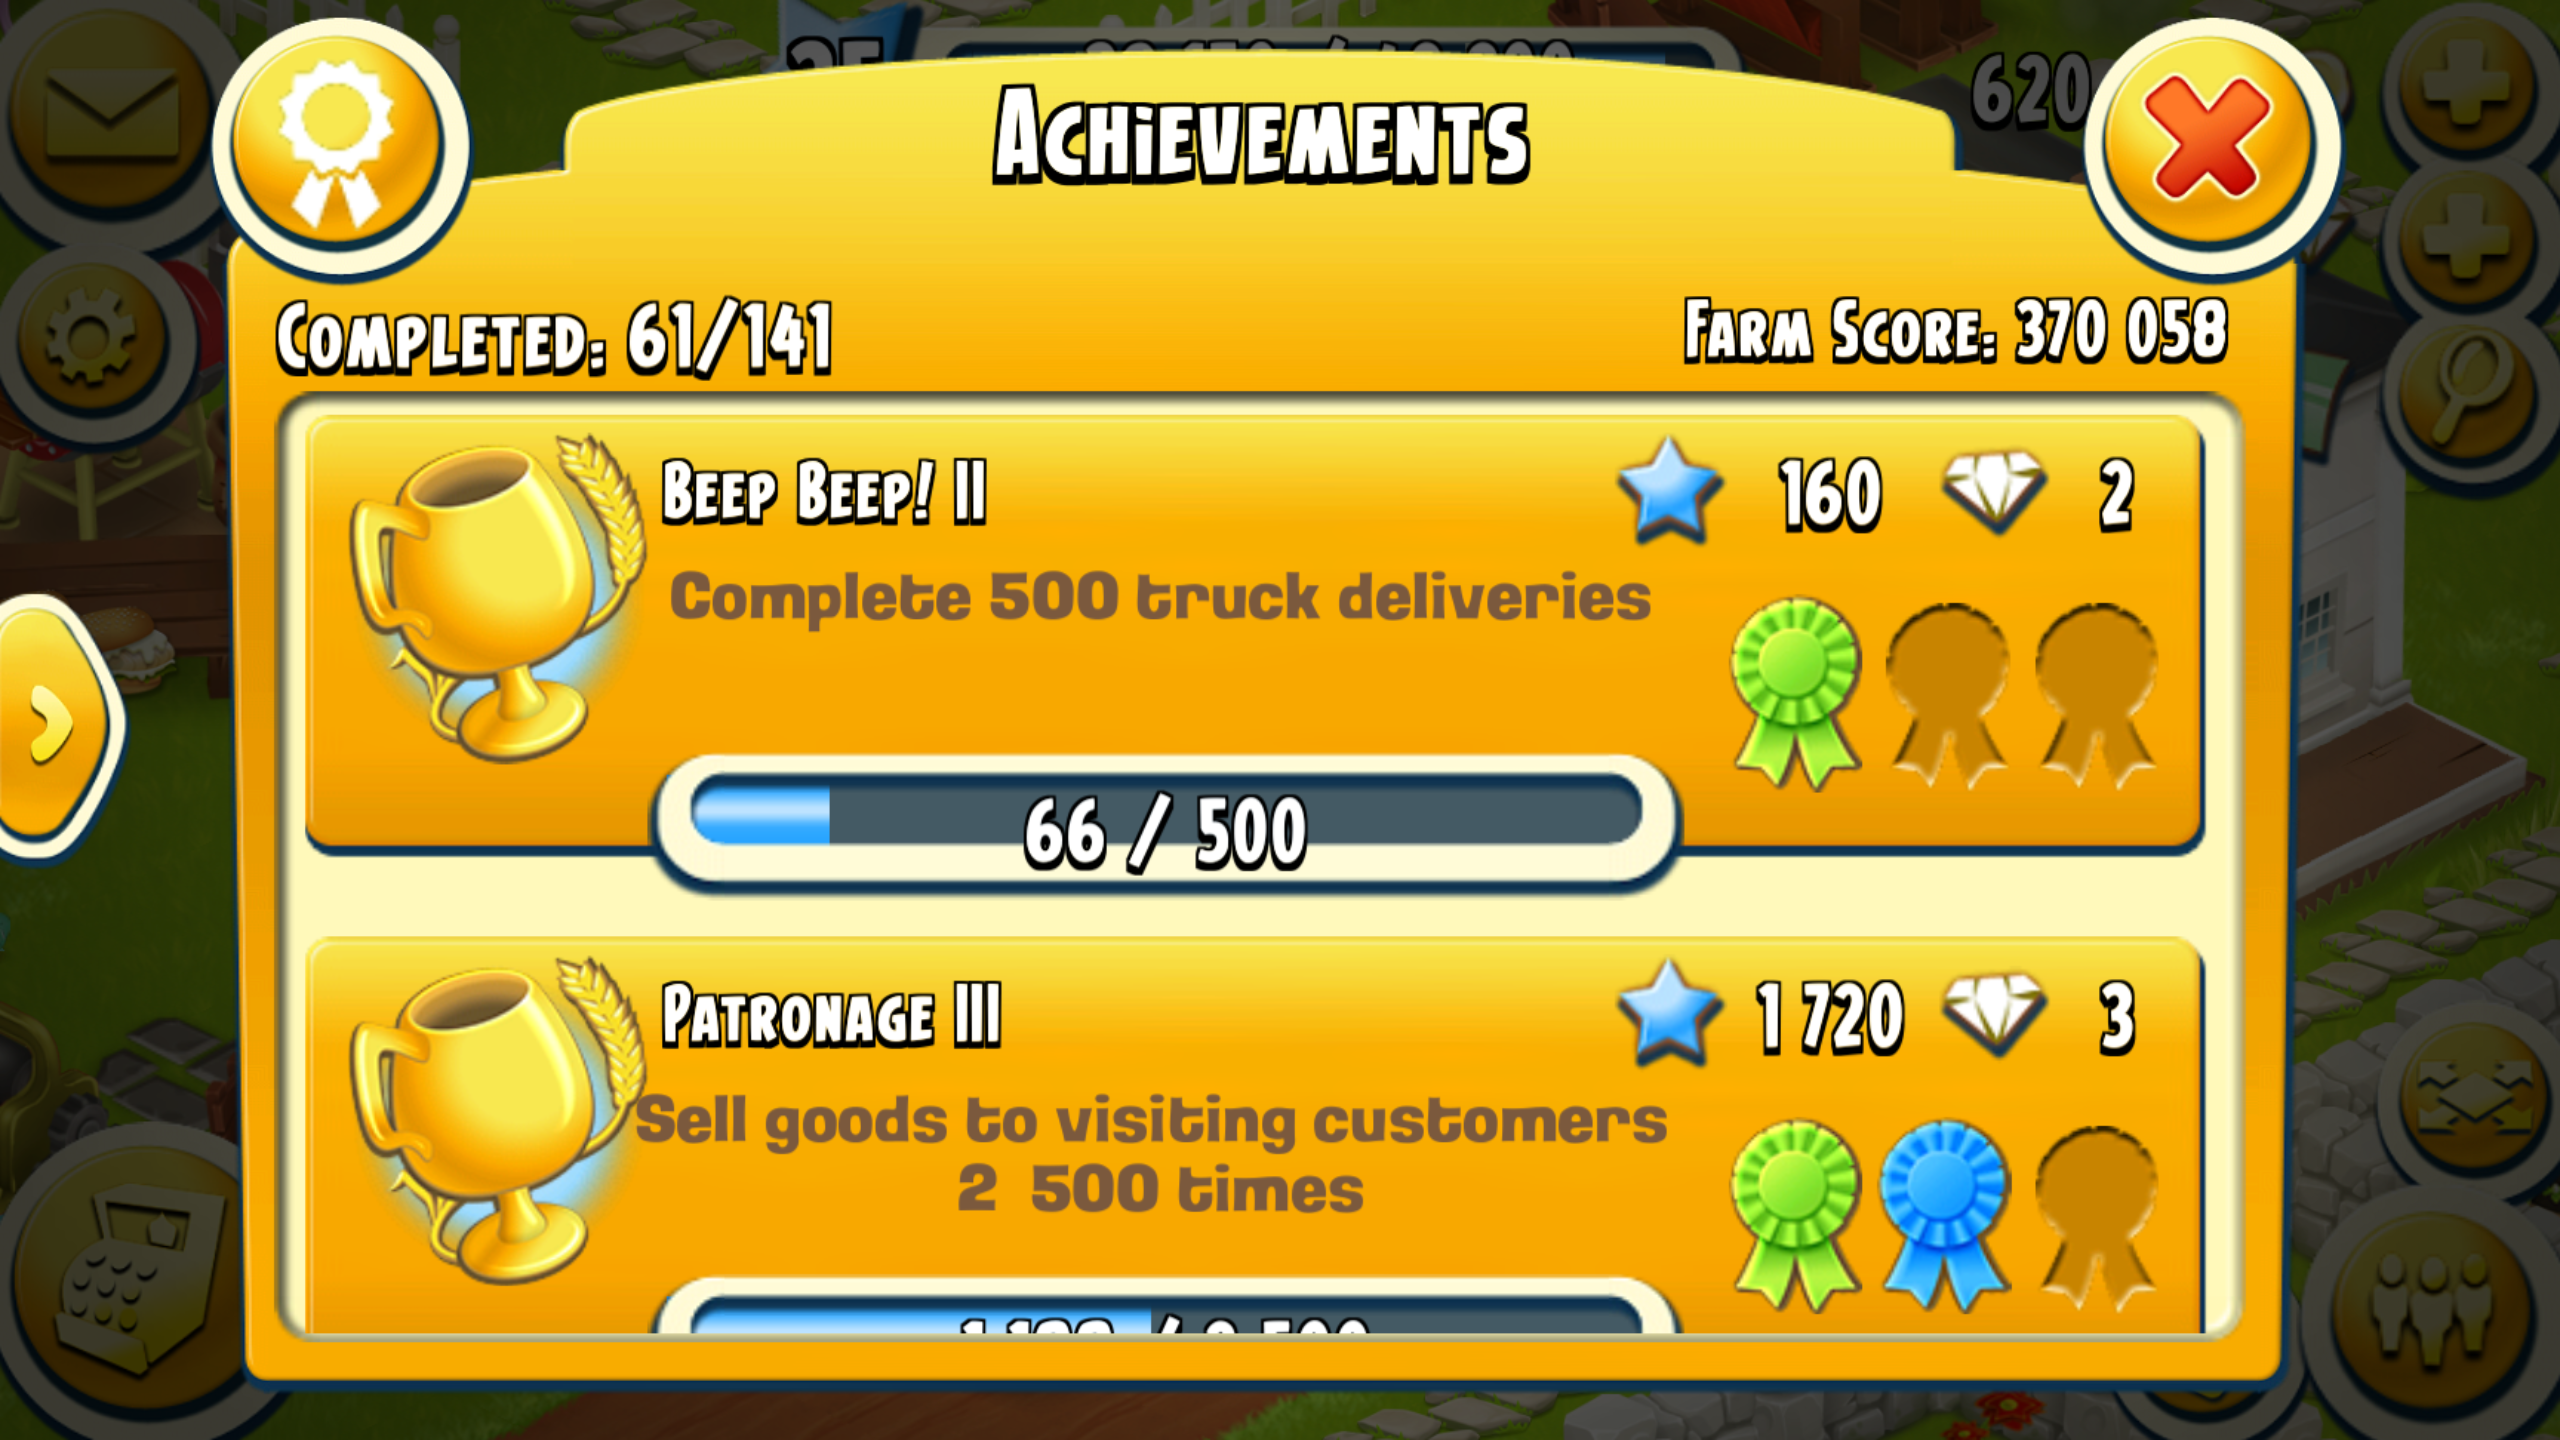 620
Achievements
Completed: 61/141
Farm Score: 370 058
Beep Beep! II
160
2
Complete 500 truck deliveries
66 / 500
Patronage III
1 720
3
Sell goods to visiting customers
2 500 times